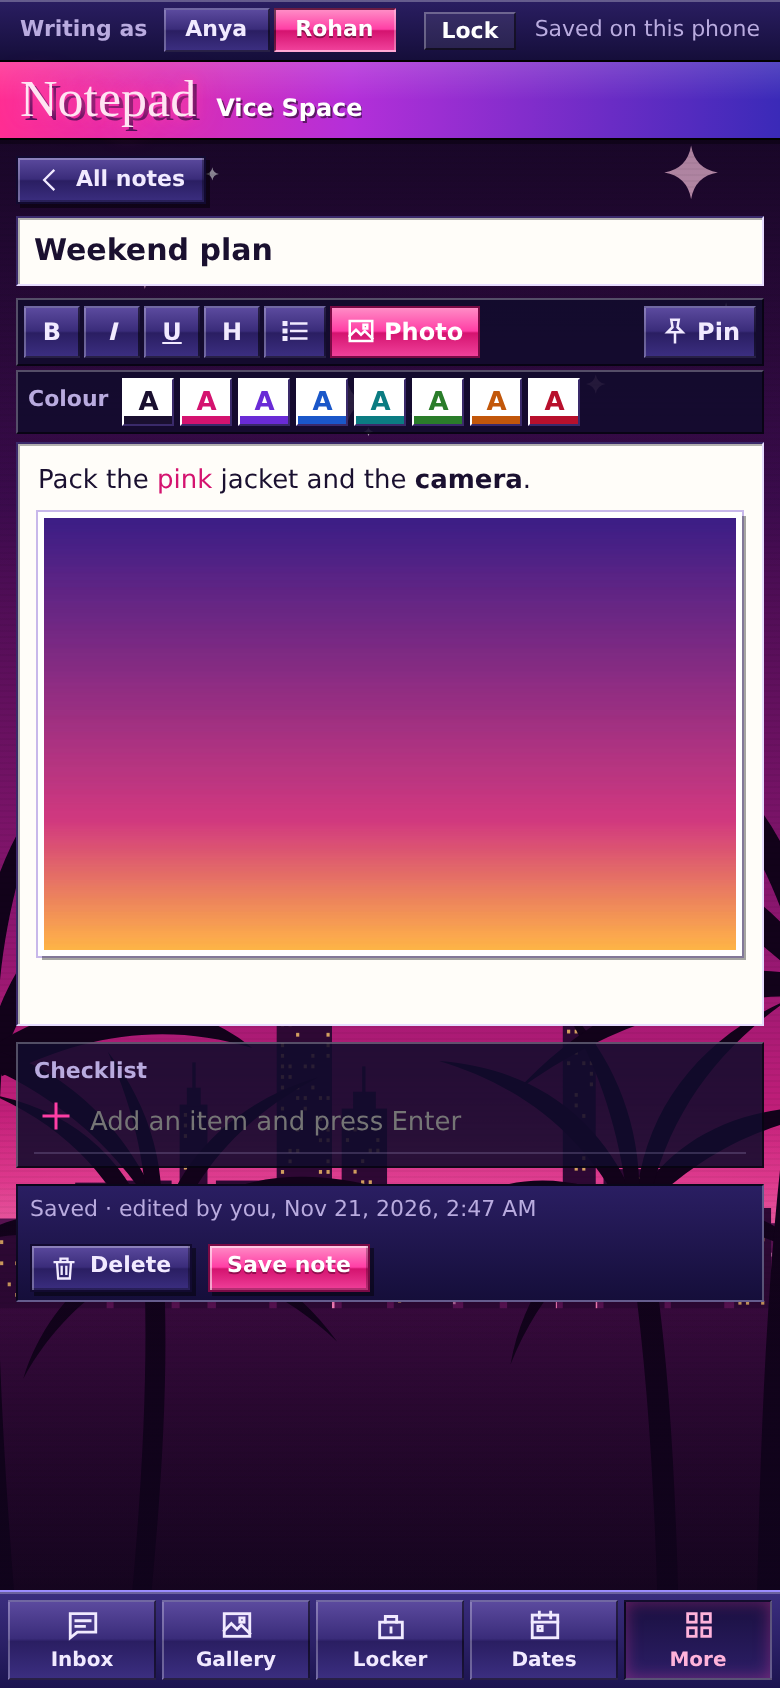 Writing as Anya Rohan Lock Saved on this phone
Notepad Vice Space
All notes
Weekend plan
B I U H Photo Pin
Colour A A A A A A A A
Pack the pink jacket and the camera.
Checklist
Add an item and press Enter
Saved · edited by you, Nov 21, 2026, 2:47 AM
Delete Save note
Inbox Gallery Locker Dates More